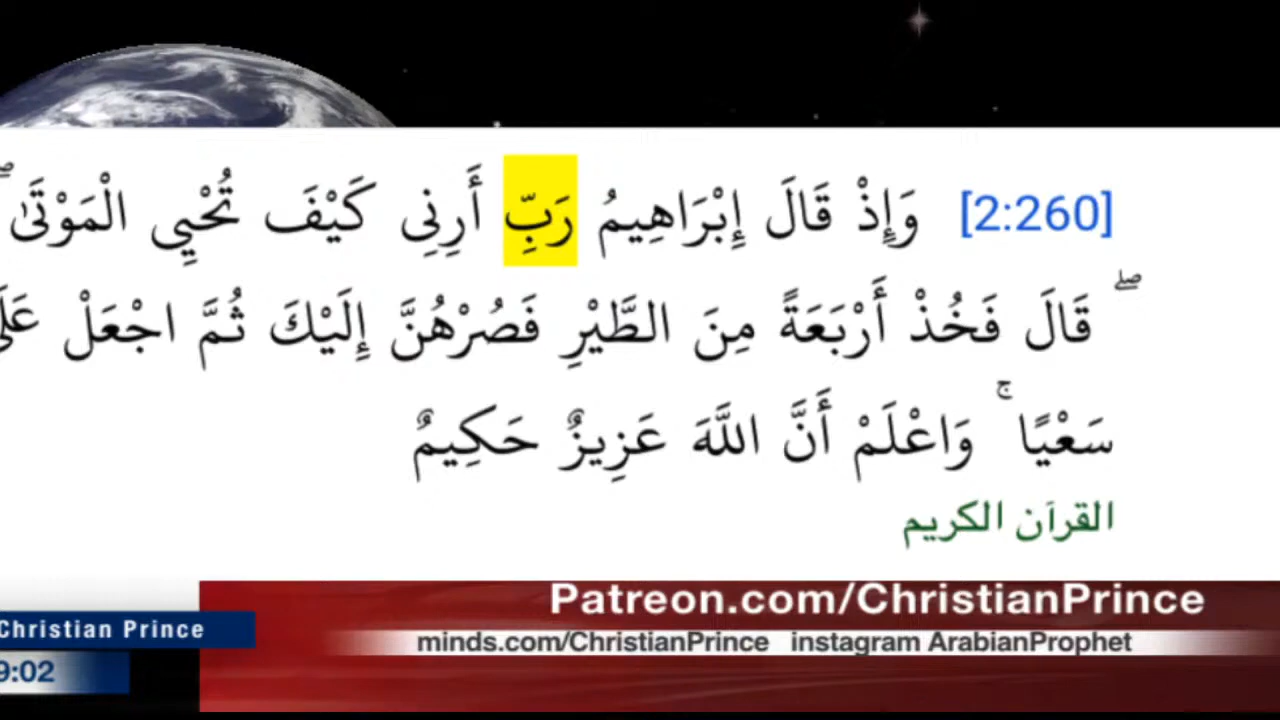 [2:260] وَإِذْ قَالَ إِبْرَاهِيمُ رَبِّ أَرِنِى كَيْفَ تُحْيِى الْمَوْتَىٰ ۖ
ۖ قَالَ فَخُذْ أَرْبَعَةً مِنَ الطَّيْرِ فَصُرْهُنَّ إِلَيْكَ ثُمَّ اجْعَلْ
سَعْيًا ۚ وَاعْلَمْ أَنَّ اللَّهَ عَزِيزٌ حَكِيمٌ
القرآن الكريم
Patreon.com/ChristianPrince
Christian Prince
minds.com/ChristianPrince instagram ArabianProphet
9:02